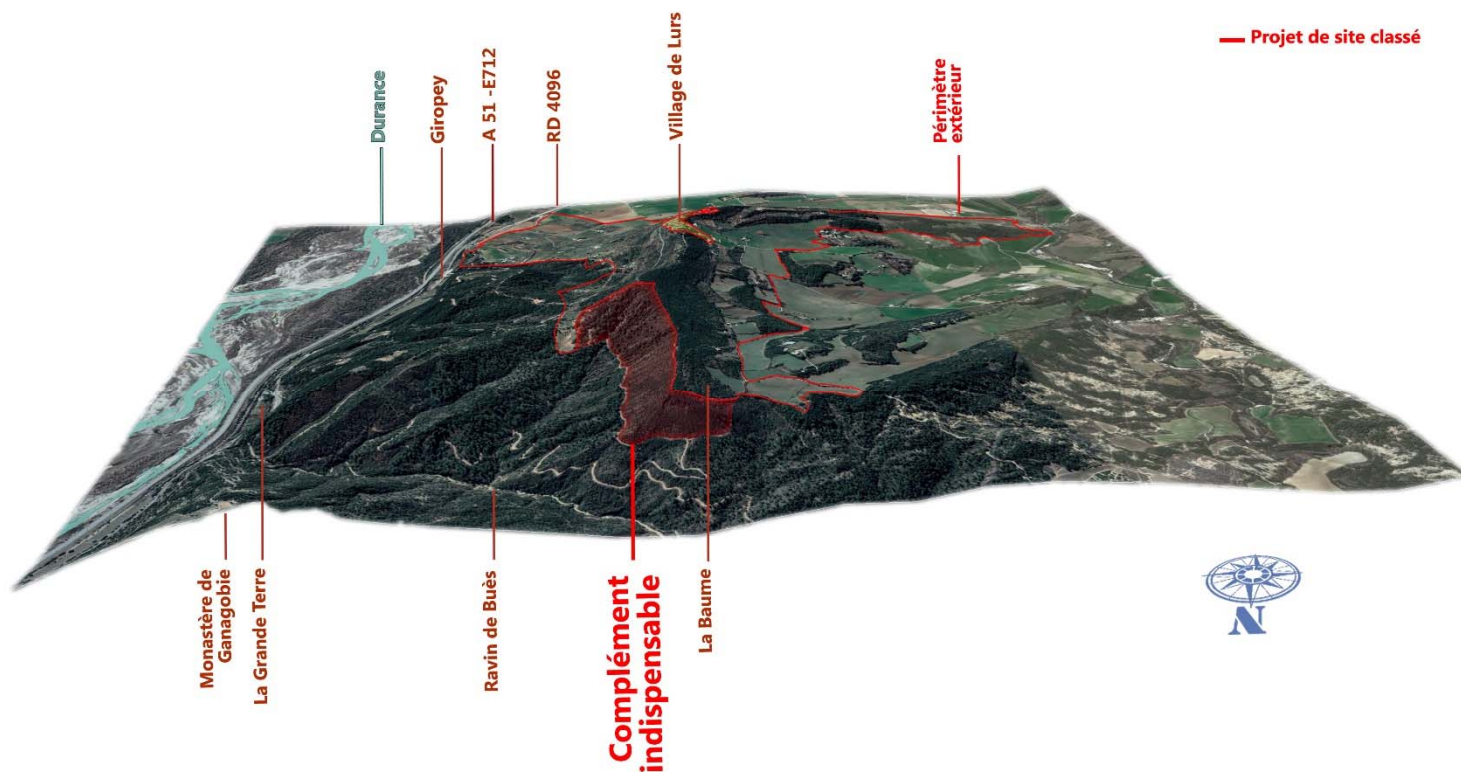 Projet de site classé
Durance
Giropey
A 51 -E712
RD 4096
Village de Lurs
Périmètre
extérieur
Monastère de
Ganagobie
La Grande Terre
Ravin de Buès
Complément
indispensable
La Baume
N